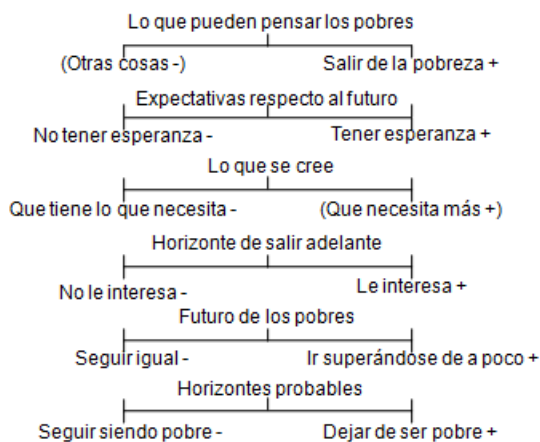 Lo que pueden pensar los pobres
(Otras cosas -) Salir de la pobreza +
Expectativas respecto al futuro
No tener esperanza - Tener esperanza +
Lo que se cree
Que tiene lo que necesita - (Que necesita más +)
Horizonte de salir adelante
No le interesa - Le interesa +
Futuro de los pobres
Seguir igual - Ir superándose de a poco +
Horizontes probables
Seguir siendo pobre - Dejar de ser pobre +